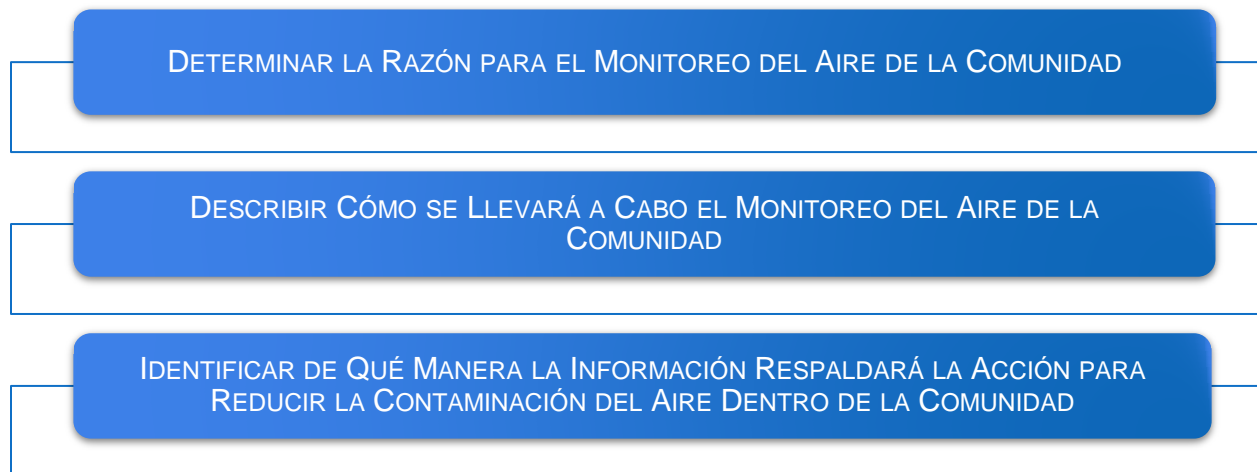 DETERMINAR LA RAZÓN PARA EL MONITOREO DEL AIRE DE LA COMUNIDAD
DESCRIBIR CÓMO SE LLEVARÁ A CABO EL MONITOREO DEL AIRE DE LA
COMUNIDAD
IDENTIFICAR DE QUÉ MANERA LA INFORMACIÓN RESPALDARÁ LA ACCIÓN PARA
REDUCIR LA CONTAMINACIÓN DEL AIRE DENTRO DE LA COMUNIDAD